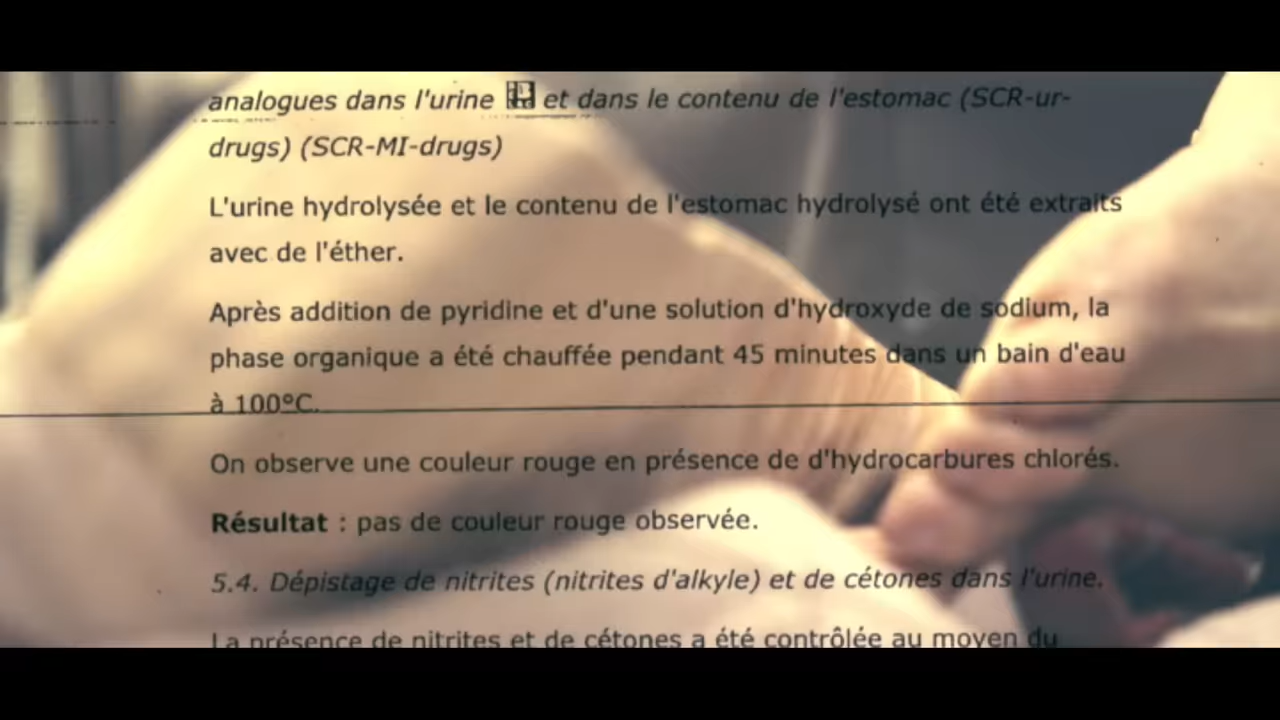 analogues dans l'urine et dans le contenu de l'estomac (SCR-ur-
drugs) (SCR-MI-drugs)
L'urine hydrolysée et le contenu de l'estomac hydrolysé ont été extraits
avec de l'éther.
Après addition de pyridine et d'une solution d'hydroxyde de sodium, la
phase organique a été chauffée pendant 45 minutes dans un bain d'eau
à 100°C.
On observe une couleur rouge en présence de d'hydrocarbures chlorés.
Résultat : pas de couleur rouge observée.
5.4. Dépistage de nitrites (nitrites d'alkyle) et de cétones dans l'urine.
La présence de nitrites et de cétones a été contrôlée au moyen du